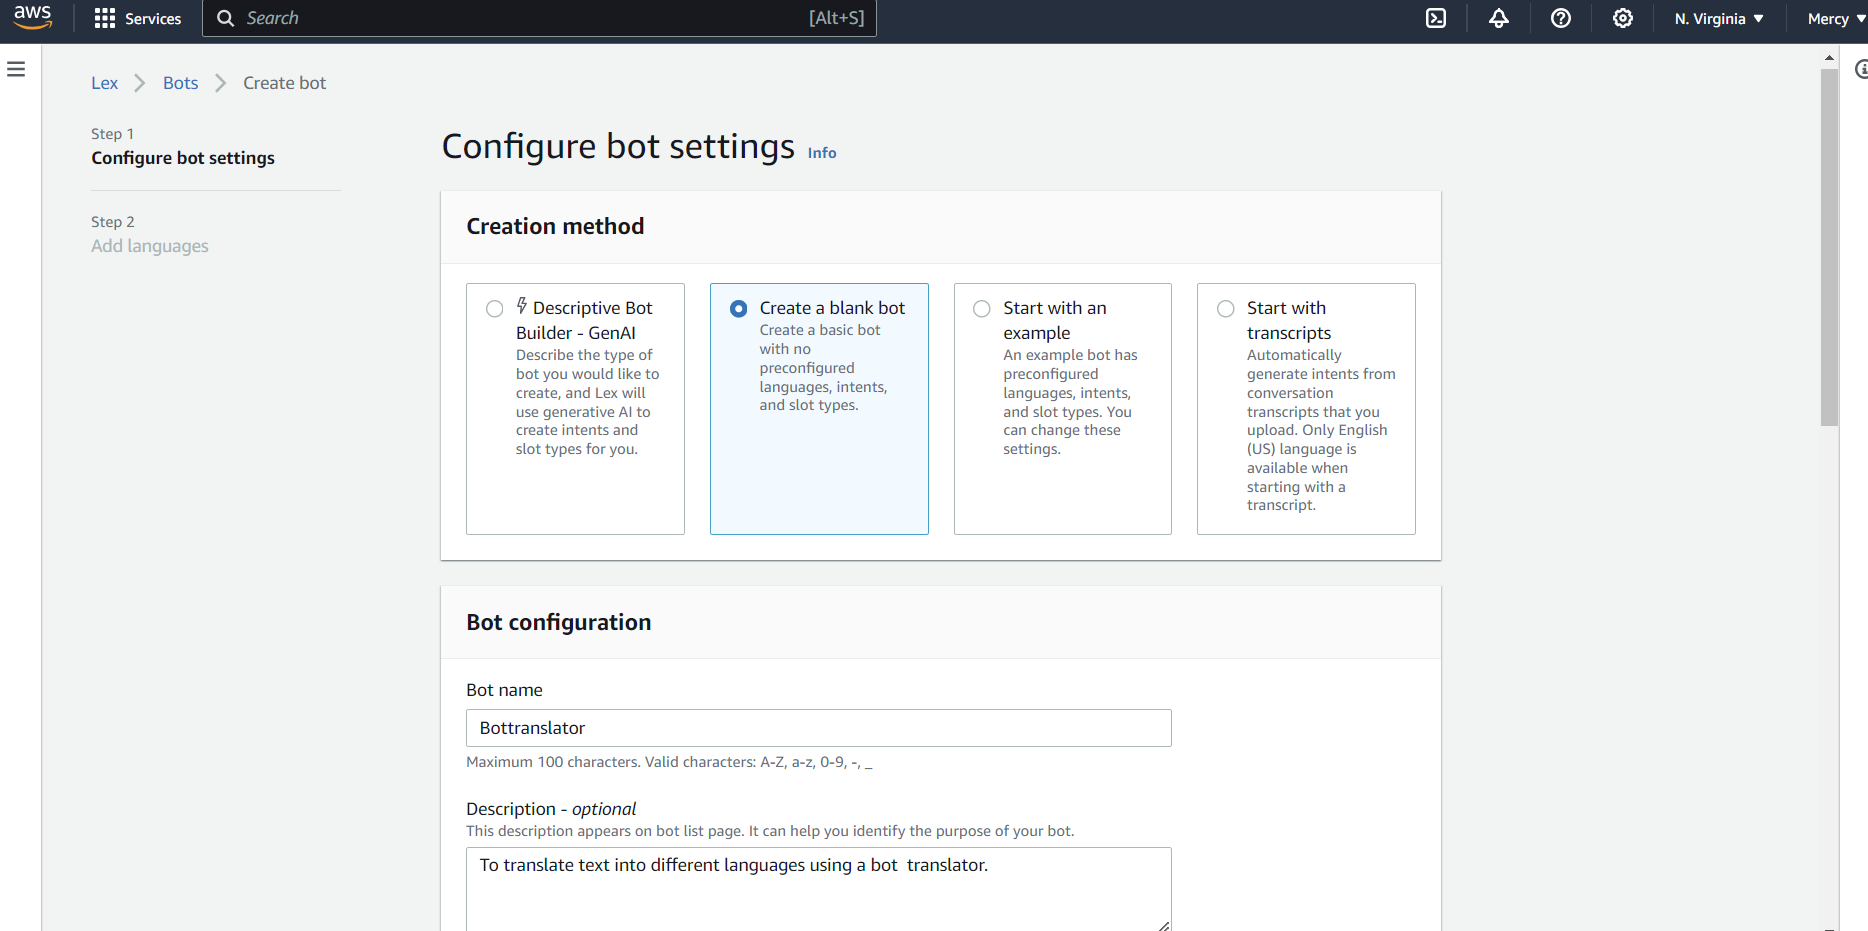 aws
Services
Search
[Alt+S]
N. Virginia
Mercy
Lex
Bots
Create bot
Step 1
Configure bot settings
Step 2
Add languages
Configure bot settings Info
Creation method
Descriptive Bot
Builder - GenAI
Describe the type of
bot you would like to
create, and Lex will
use generative AI to
create intents and
slot types for you.
Create a blank bot
Create a basic bot
with no
preconfigured
languages, intents,
and slot types.
Start with an
example
An example bot has
preconfigured
languages, intents,
and slot types. You
can change these
settings.
Start with
transcripts
Automatically
generate intents from
conversation
transcripts that you
upload. Only English
(US) language is
available when
starting with a
transcript.
Bot configuration
Bot name
Bottranslator
Maximum 100 characters. Valid characters: A-Z, a-z, 0-9, -, _
Description - optional
This description appears on bot list page. It can help you identify the purpose of your bot.
To translate text into different languages using a bot  translator.